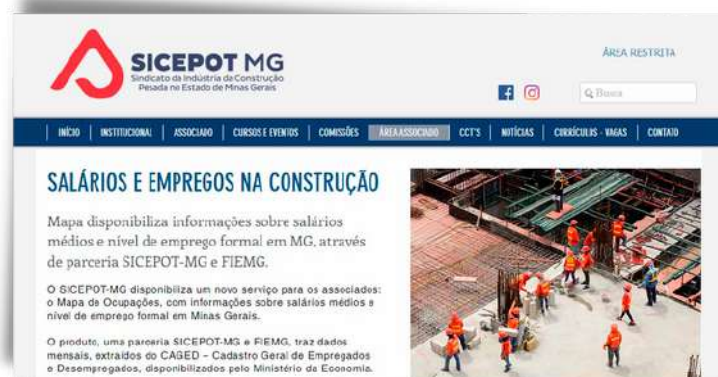 SICEPOT MG
Sindicato da Indústria da Construção
Pesada no Estado de Minas Gerais
ÁREA RESTRITA
Busca
INÍCIO | INSTITUCIONAL | ASSOCIADO | CURSOS E EVENTOS | COMISSÕES | ÁREA ASSOCIADO | CCT'S | NOTÍCIAS | CURRÍCULOS - VAGAS | CONTATO
SALÁRIOS E EMPREGOS NA CONSTRUÇÃO
Mapa disponibiliza informações sobre salários
médios e nível de emprego formal em MG, através
de parceria SICEPOT-MG e FIEMG.
O SICEPOT-MG disponibiliza um novo serviço para os associados:
o Mapa de Ocupações, com informações sobre salários médios e
nível de emprego formal em Minas Gerais.
O produto, uma parceria SICEPOT-MG e FIEMG, traz dados
mensais, extraídos do CAGED – Cadastro Geral de Empregados
e Desempregados, disponibilizados pelo Ministério da Economia.